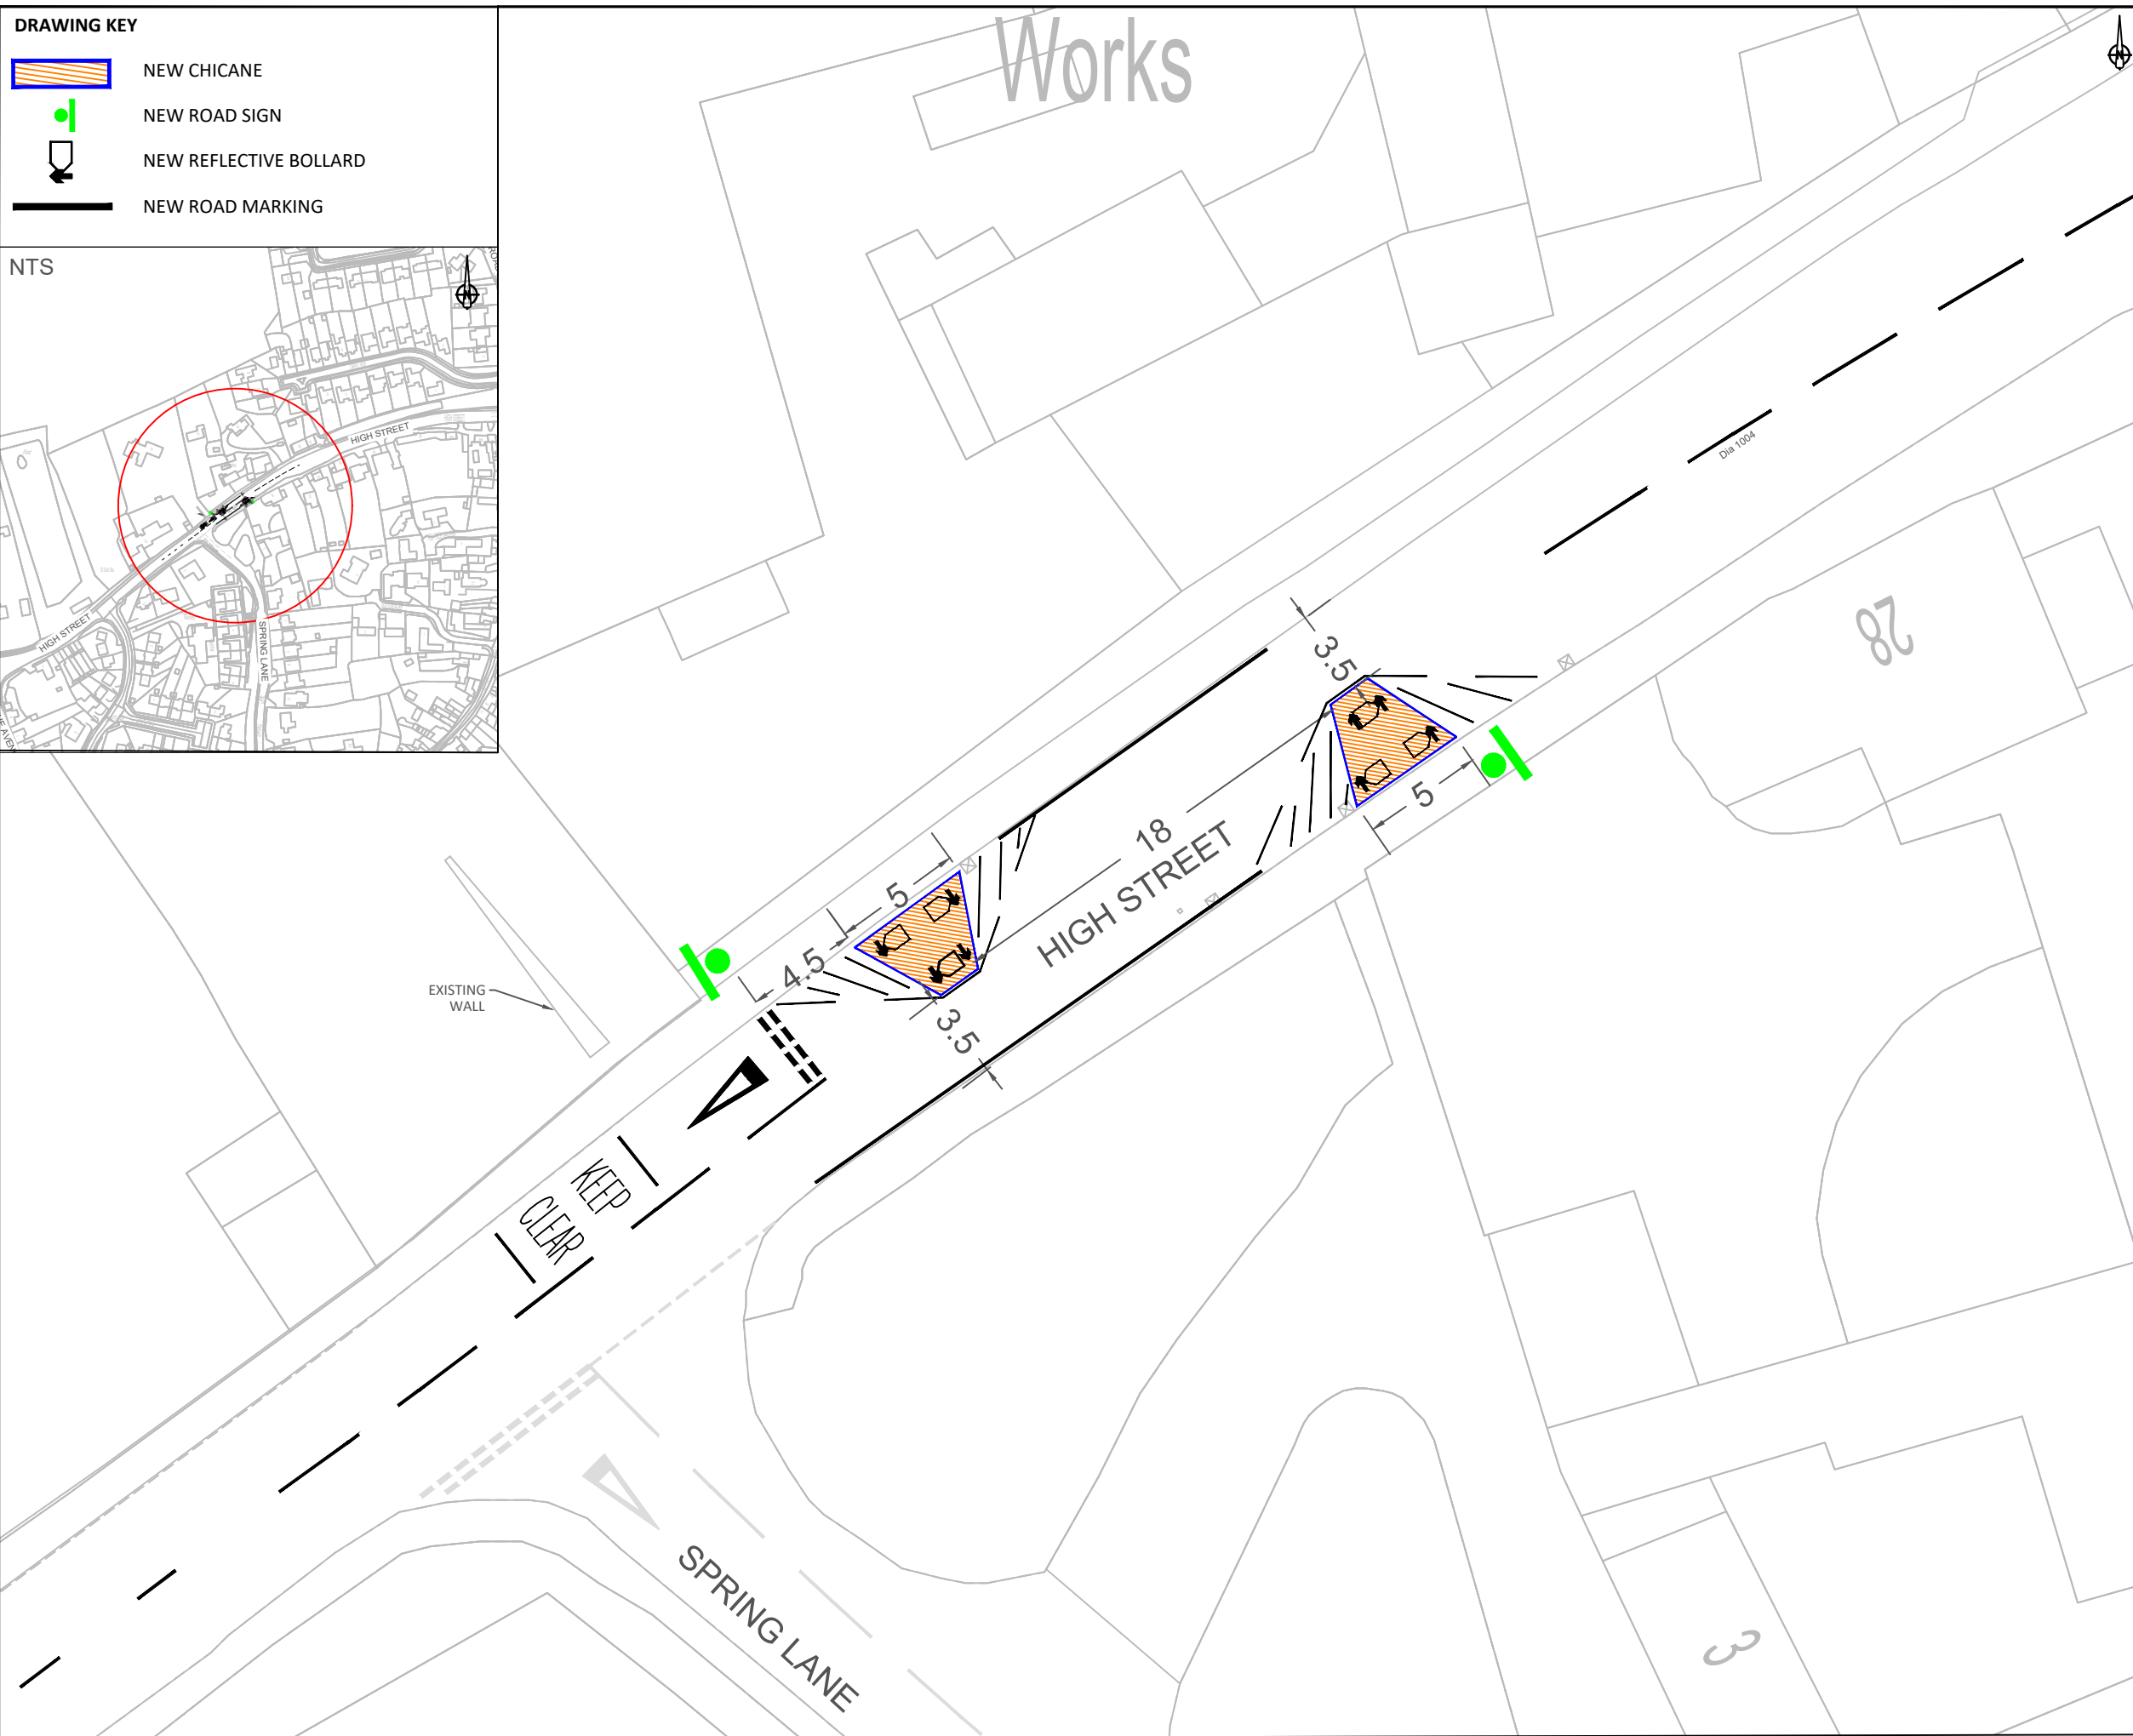 DRAWING KEY
NEW CHICANE
NEW ROAD SIGN
NEW REFLECTIVE BOLLARD
NEW ROAD MARKING
NTS
HIGH STREET
HIGH STREET
SPRING LANE
Works
Dia 1004
28
3.5
5
18
HIGH STREET
5
4.5
3.5
EXISTING
WALL
KEEP
CLEAR
SPRING LANE
3